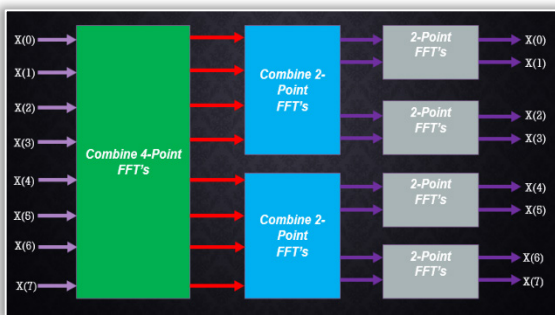 X(0)
X(1)
X(2)
X(3)
X(4)
X(5)
X(6)
X(7)
Combine 4-Point
FFT's
Combine 2-
Point
FFT's
Combine 2-
Point
FFT's
2-Point
FFT's
2-Point
FFT's
2-Point
FFT's
2-Point
FFT's
X(0)
X(1)
X(2)
X(3)
X(4)
X(5)
X(6)
X(7)